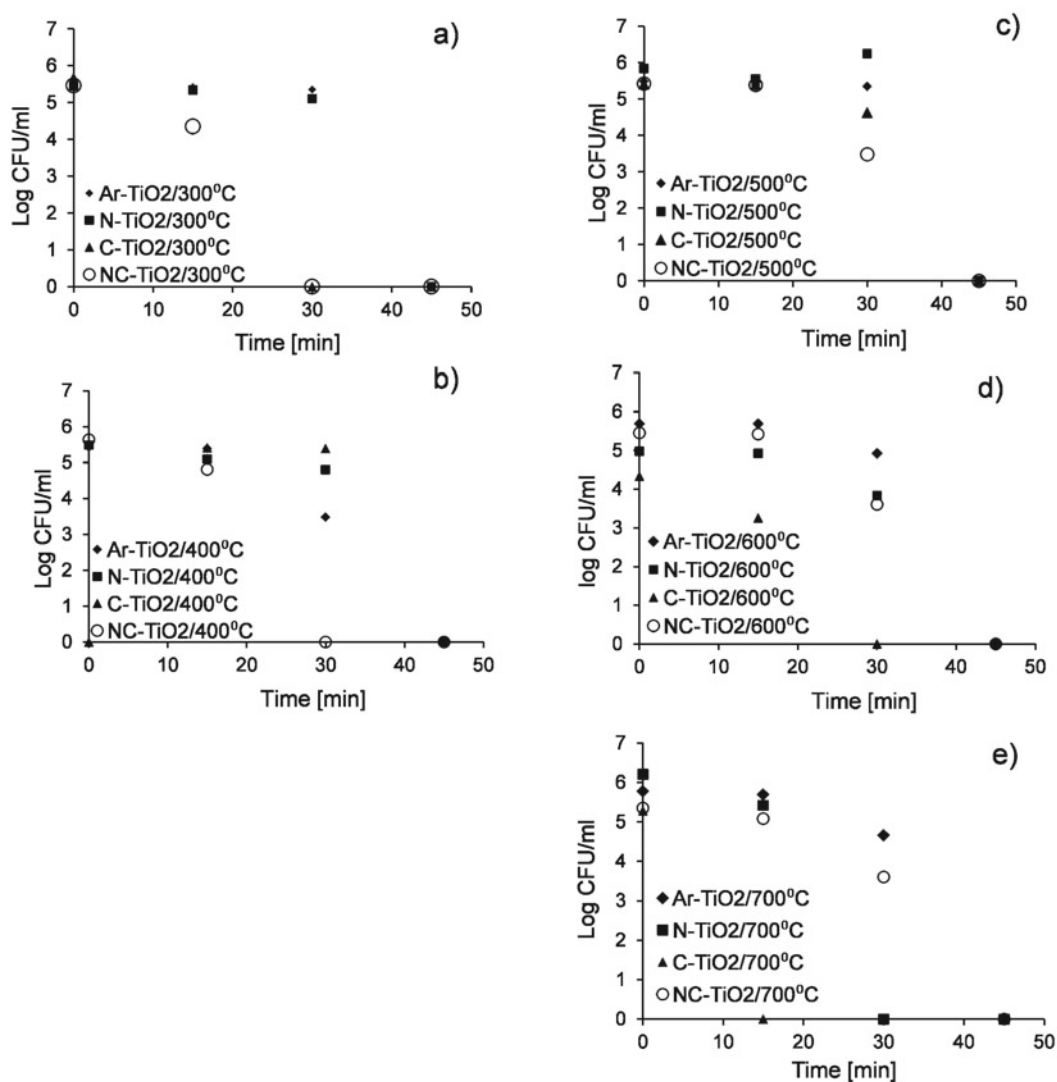 a)
Log CFU/ml
7
6
5
4
3
2
1
0
Ar-TiO2/300⁰C
N-TiO2/300⁰C
C-TiO2/300⁰C
NC-TiO2/300⁰C
0 10 20 30 40 50
Time [min]
b)
Log CFU/ml
7
6
5
4
3
2
1
0
Ar-TiO2/400⁰C
N-TiO2/400⁰C
C-TiO2/400⁰C
NC-TiO2/400⁰C
0 10 20 30 40 50
Time [min]
c)
Log CFU/ml
7
6
5
4
3
2
1
0
Ar-TiO2/500⁰C
N-TiO2/500⁰C
C-TiO2/500⁰C
NC-TiO2/500⁰C
0 10 20 30 40 50
Time [min]
d)
log CFU/ml
7
6
5
4
3
2
1
0
Ar-TiO2/600⁰C
N-TiO2/600⁰C
C-TiO2/600⁰C
NC-TiO2/600⁰C
0 10 20 30 40 50
Time [min]
e)
Log CFU/ml
7
6
5
4
3
2
1
0
Ar-TiO2/700⁰C
N-TiO2/700⁰C
C-TiO2/700⁰C
NC-TiO2/700⁰C
0 10 20 30 40 50
Time [min]